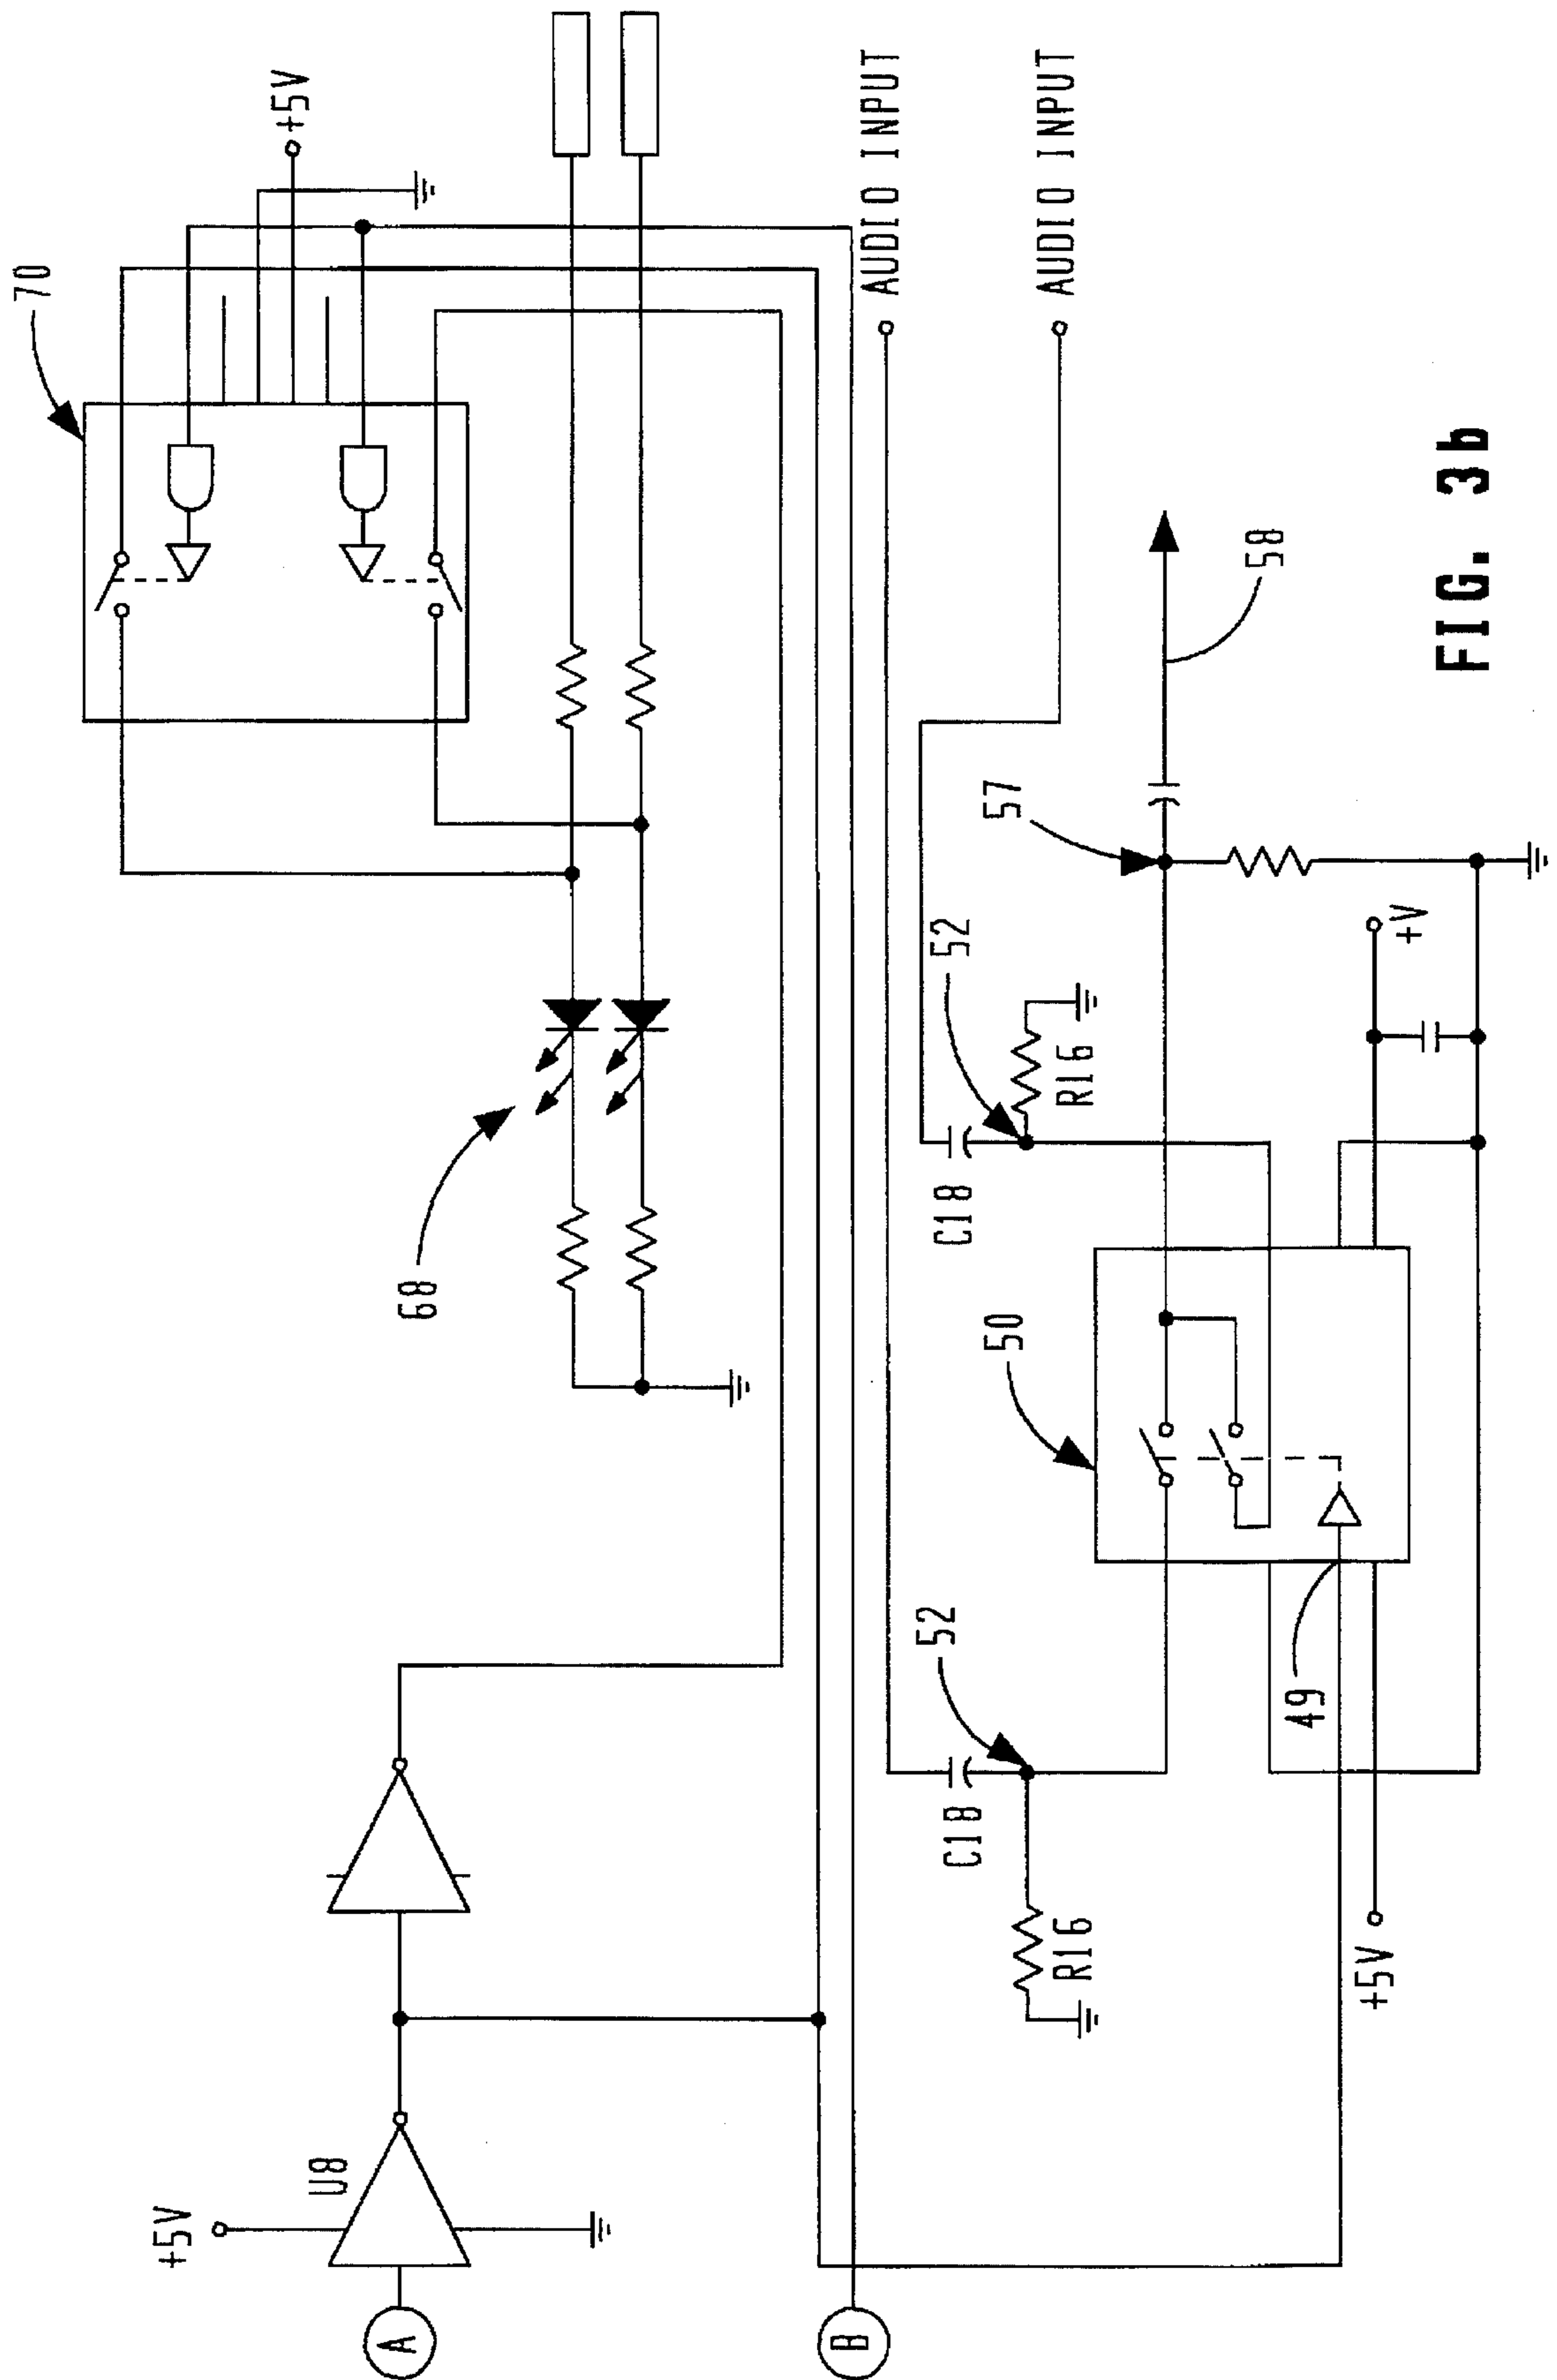 70
+5V
+5V
U8
A
68
B
AUDIO INPUT
52
52
C18
C18
50
57
AUDIO INPUT
R16
R16
58
49
+5V
+V
FIG. 3b